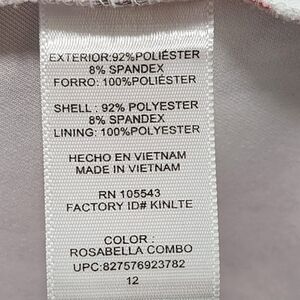 EXTERIOR:92%POLIÉSTER
8% SPANDEX
FORRO: 100%POLIÉSTER
SHELL : 92% POLYESTER
8% SPANDEX
LINING: 100%POLYESTER
HECHO EN VIETNAM
MADE IN VIETNAM
RN 105543
FACTORY ID# KINLTE
COLOR :
ROSABELLA COMBO
UPC:827576923782
12